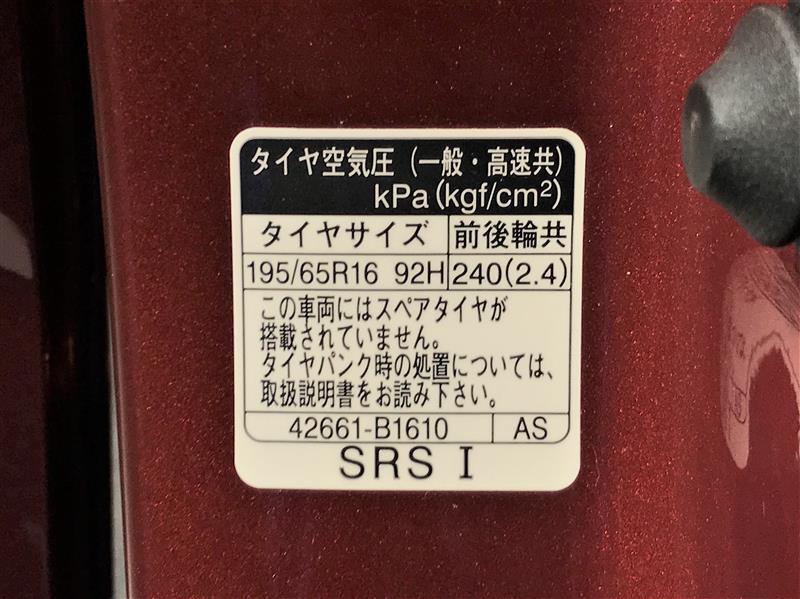 タイヤ空気圧（一般・高速共）
kPa(kgf/cm²)
タイヤサイズ 前後輪共
195/65R16 92H 240(2.4)
この車両にはスペアタイヤが
搭載されていません。
タイヤパンク時の処置については、
取扱説明書をお読み下さい。
42661-B1610 AS
SRS I